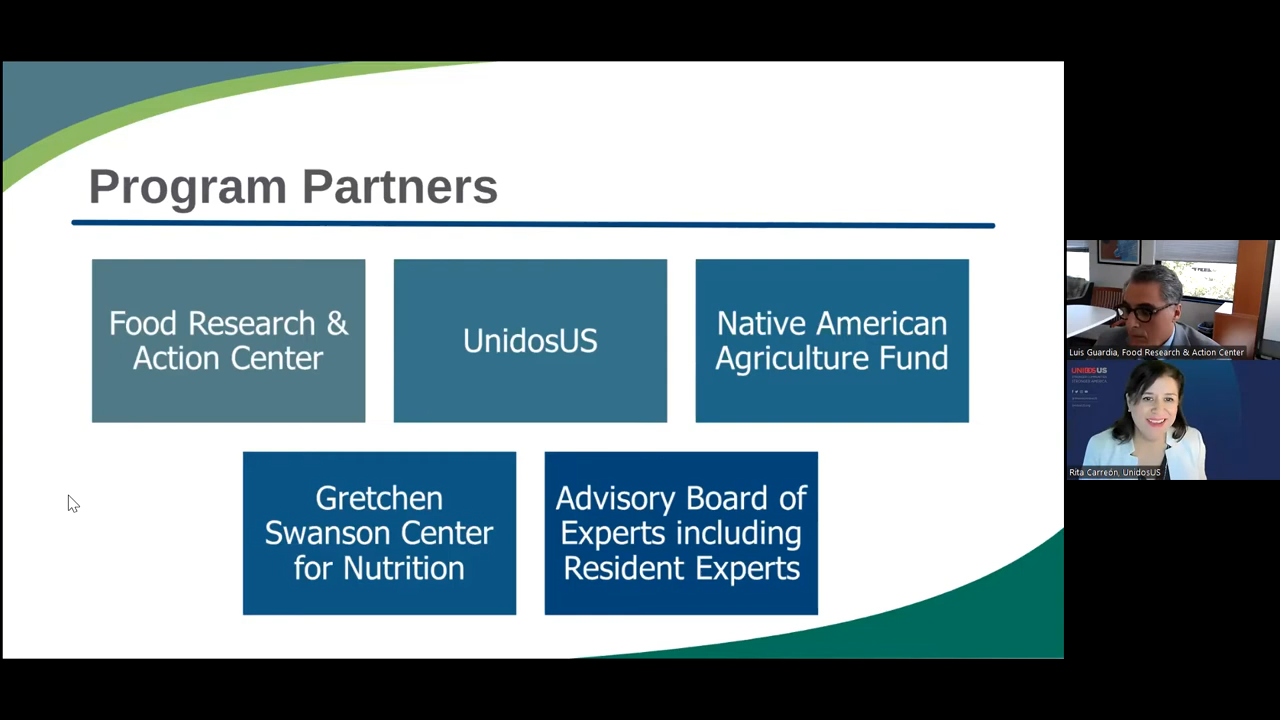 Program Partners
Food Research &
Action Center
UnidosUS
Native American
Agriculture Fund
Gretchen
Swanson Center
for Nutrition
Advisory Board of
Experts including
Resident Experts
Luis Guardia, Food Research & Action Center
UNIDOSUS
Rita Carreón, UnidosUS